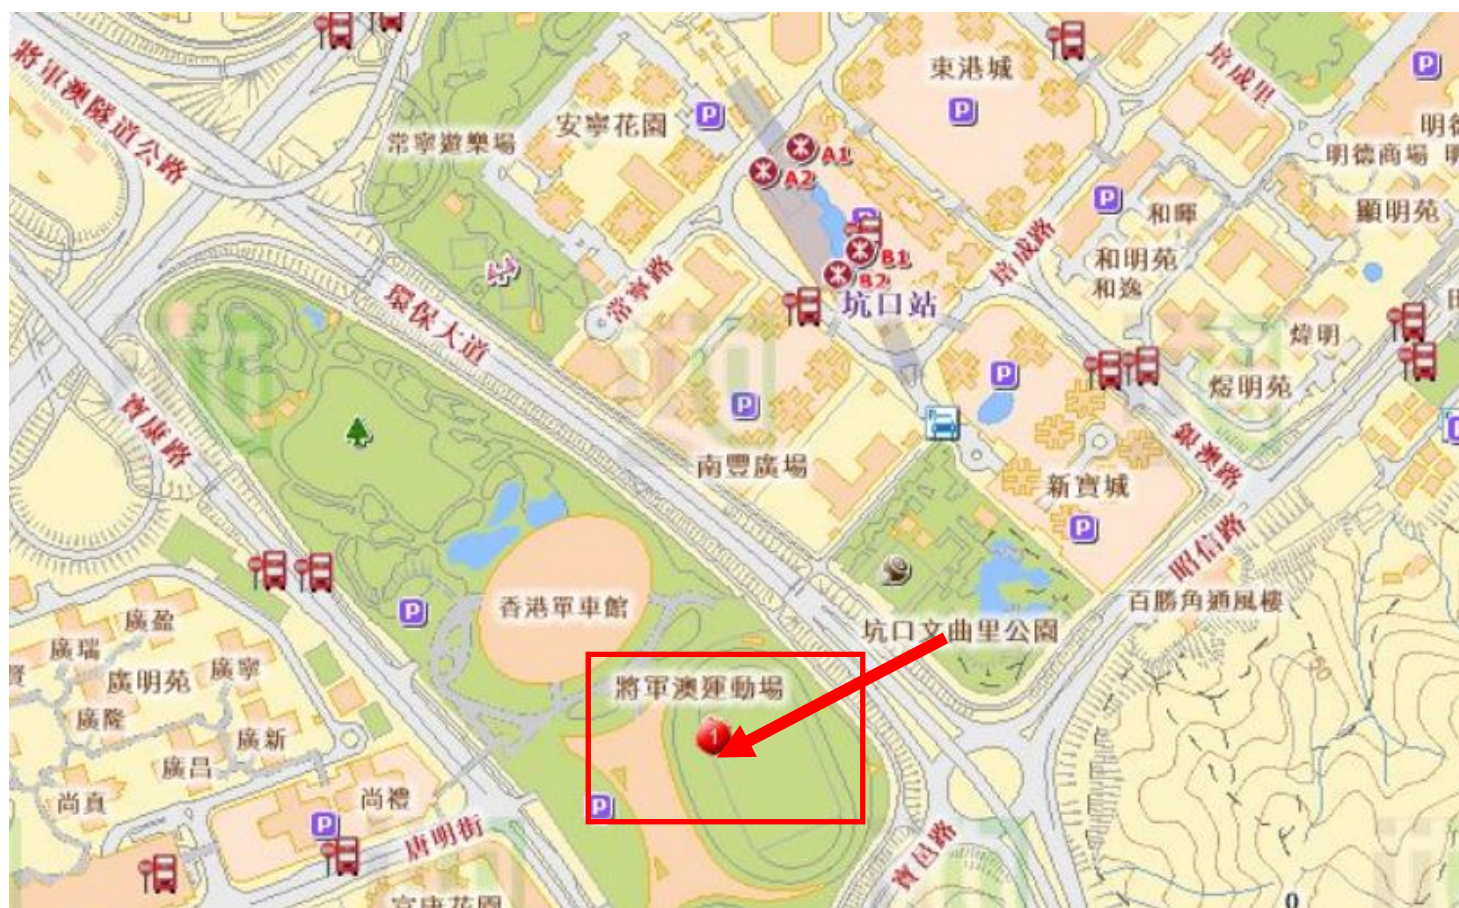 東港城
培成里
P
將軍澳隧道公路
安寧花園
P
P
明德商場
常寧遊樂場
A1
A2
P
和暉
顯明苑
P
培成路
和明苑
和逸
B1
B2
常寧路
坑口站
環保大道
煒明
P
煜明苑
寶康路
P
南豐廣場
新寶城
銀澳路
P
昭信路
P
香港單車館
百勝角通風樓
坑口文曲里公園
廣盈
廣瑞
廣寧
廣明苑
將軍澳運動場
廣隆
廣新
1
廣昌
尚真
尚禮
P
P
唐明街
寶邑路
0